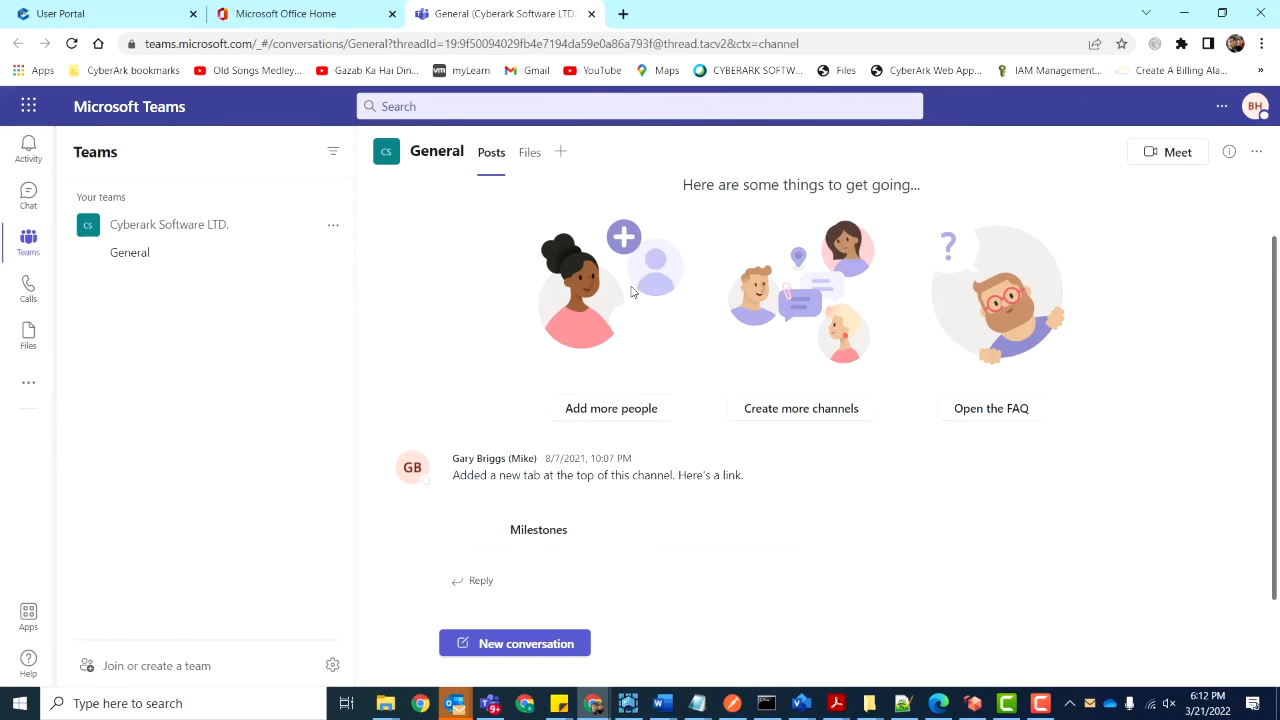 User Portal
Microsoft Office Home
General (Cyberark Software LTD.
teams.microsoft.com/_#/conversations/General?threadId=19:9f50094029fb4e7194da59e0a86a793f@thread.tacv2&ctx=channel
Apps
CyberArk bookmarks
Old Songs Medley...
Gazab Ka Hai Din...
vm
myLearn
Gmail
YouTube
Maps
CYBERARK SOFTW...
Files
CyberArk Web App...
IAM Management...
Create A Billing Ala...
Microsoft Teams
Search
BH
Activity
Chat
Teams
Calls
Files
Apps
Help
Teams
Your teams
CS
Cyberark Software LTD.
General
Join or create a team
CS
General
Posts
Files
Meet
Here are some things to get going...
Add more people
Create more channels
Open the FAQ
GB
Gary Briggs (Mike) 8/7/2021, 10:07 PM
Added a new tab at the top of this channel. Here's a link.
Milestones
Reply
New conversation
Type here to search
9+
6:12 PM
3/21/2022